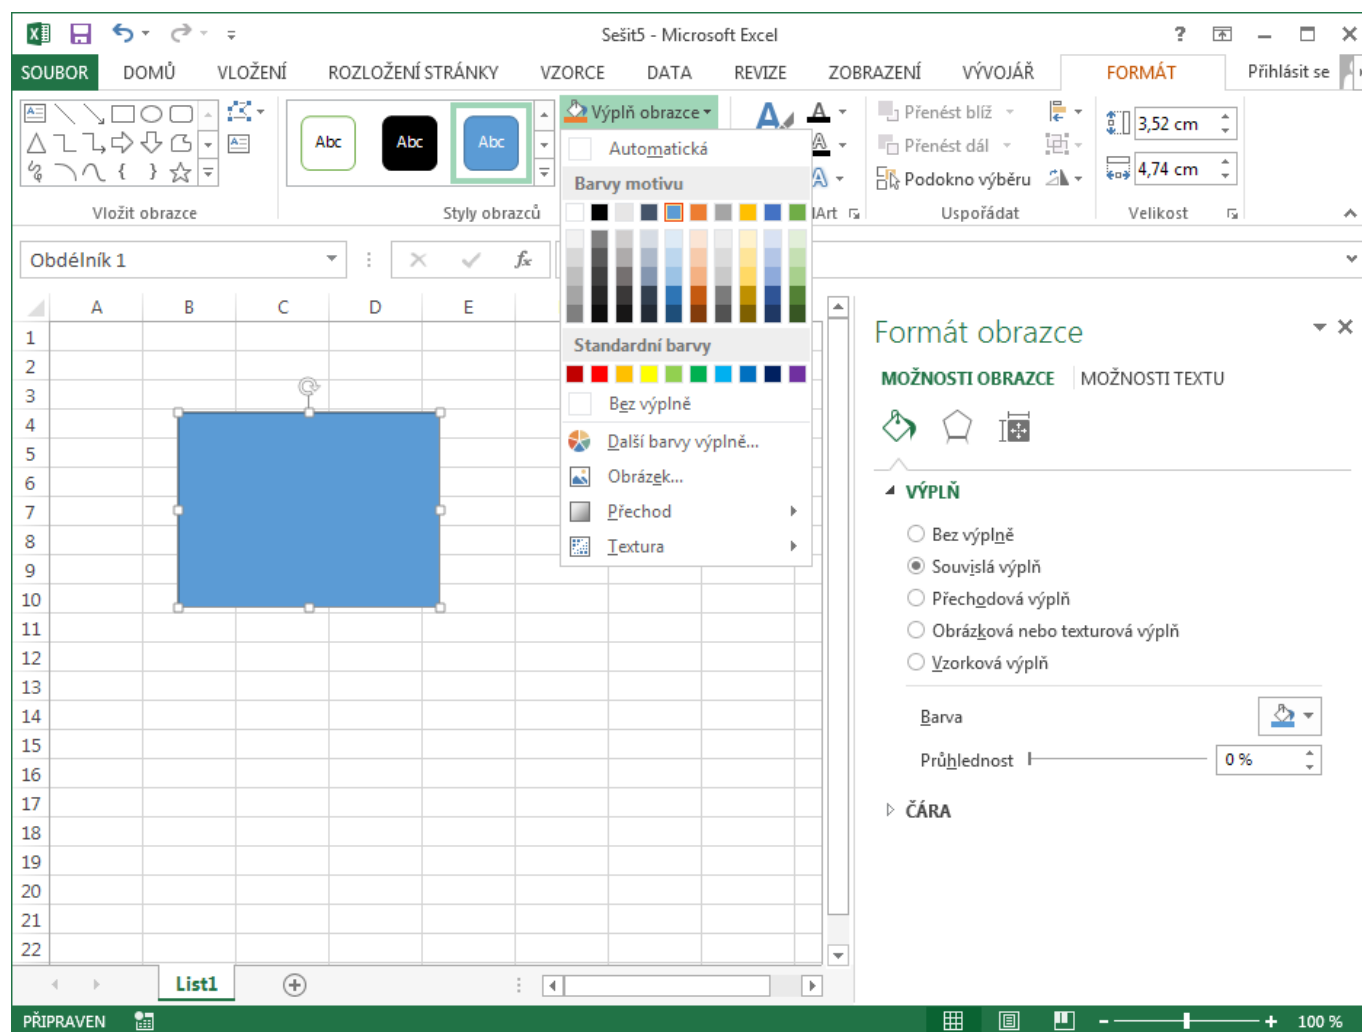 Sešit5 - Microsoft Excel
?
SOUBOR DOMŮ VLOŽENÍ ROZLOŽENÍ STRÁNKY VZORCE DATA REVIZE ZOBRAZENÍ VÝVOJÁŘ FORMÁT Přihlásit se
Abc Abc Abc
Výplň obrazce
Přenést blíž
3,52 cm
Přenést dál
Podokno výběru
4,74 cm
Vložit obrazce
Styly obrazců
Art
Uspořádat
Velikost
Automatická
Barvy motivu
Standardní barvy
Bez výplně
Další barvy výplně...
Obrázek...
Přechod
Textura
Obdélník 1
fx
A B C D E
1
2
3
4
5
6
7
8
9
10
11
12
13
14
15
16
17
18
19
20
21
22
Formát obrazce
MOŽNOSTI OBRAZCE MOŽNOSTI TEXTU
VÝPLŇ
Bez výplně
Souvislá výplň
Přechodová výplň
Obrázková nebo texturová výplň
Vzorková výplň
Barva
Průhlednost 0 %
ČÁRA
List1
PŘIPRAVEN
100 %